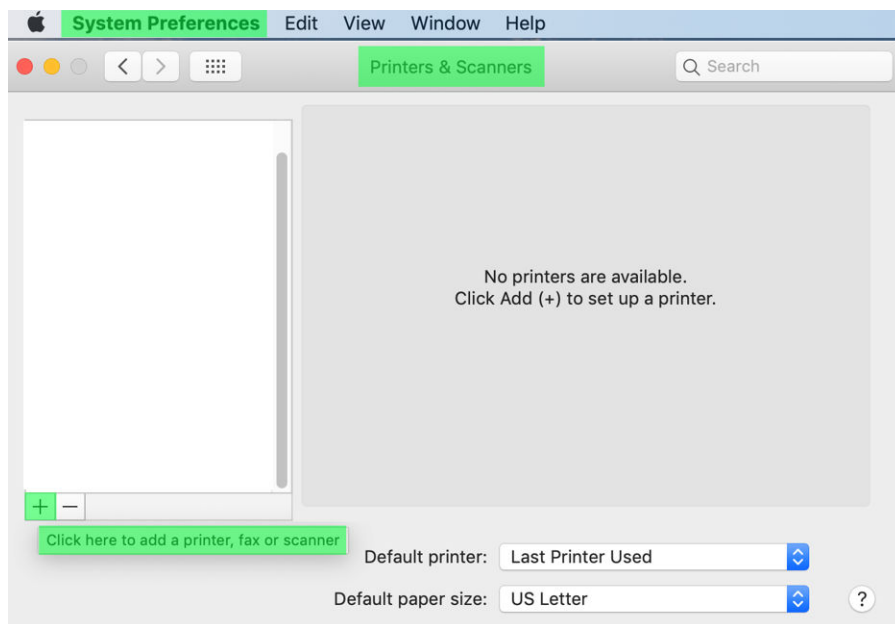 System Preferences Edit View Window Help
Printers & Scanners
Search
No printers are available.
Click Add (+) to set up a printer.
+ −
Click here to add a printer, fax or scanner
Default printer: Last Printer Used
Default paper size: US Letter
?